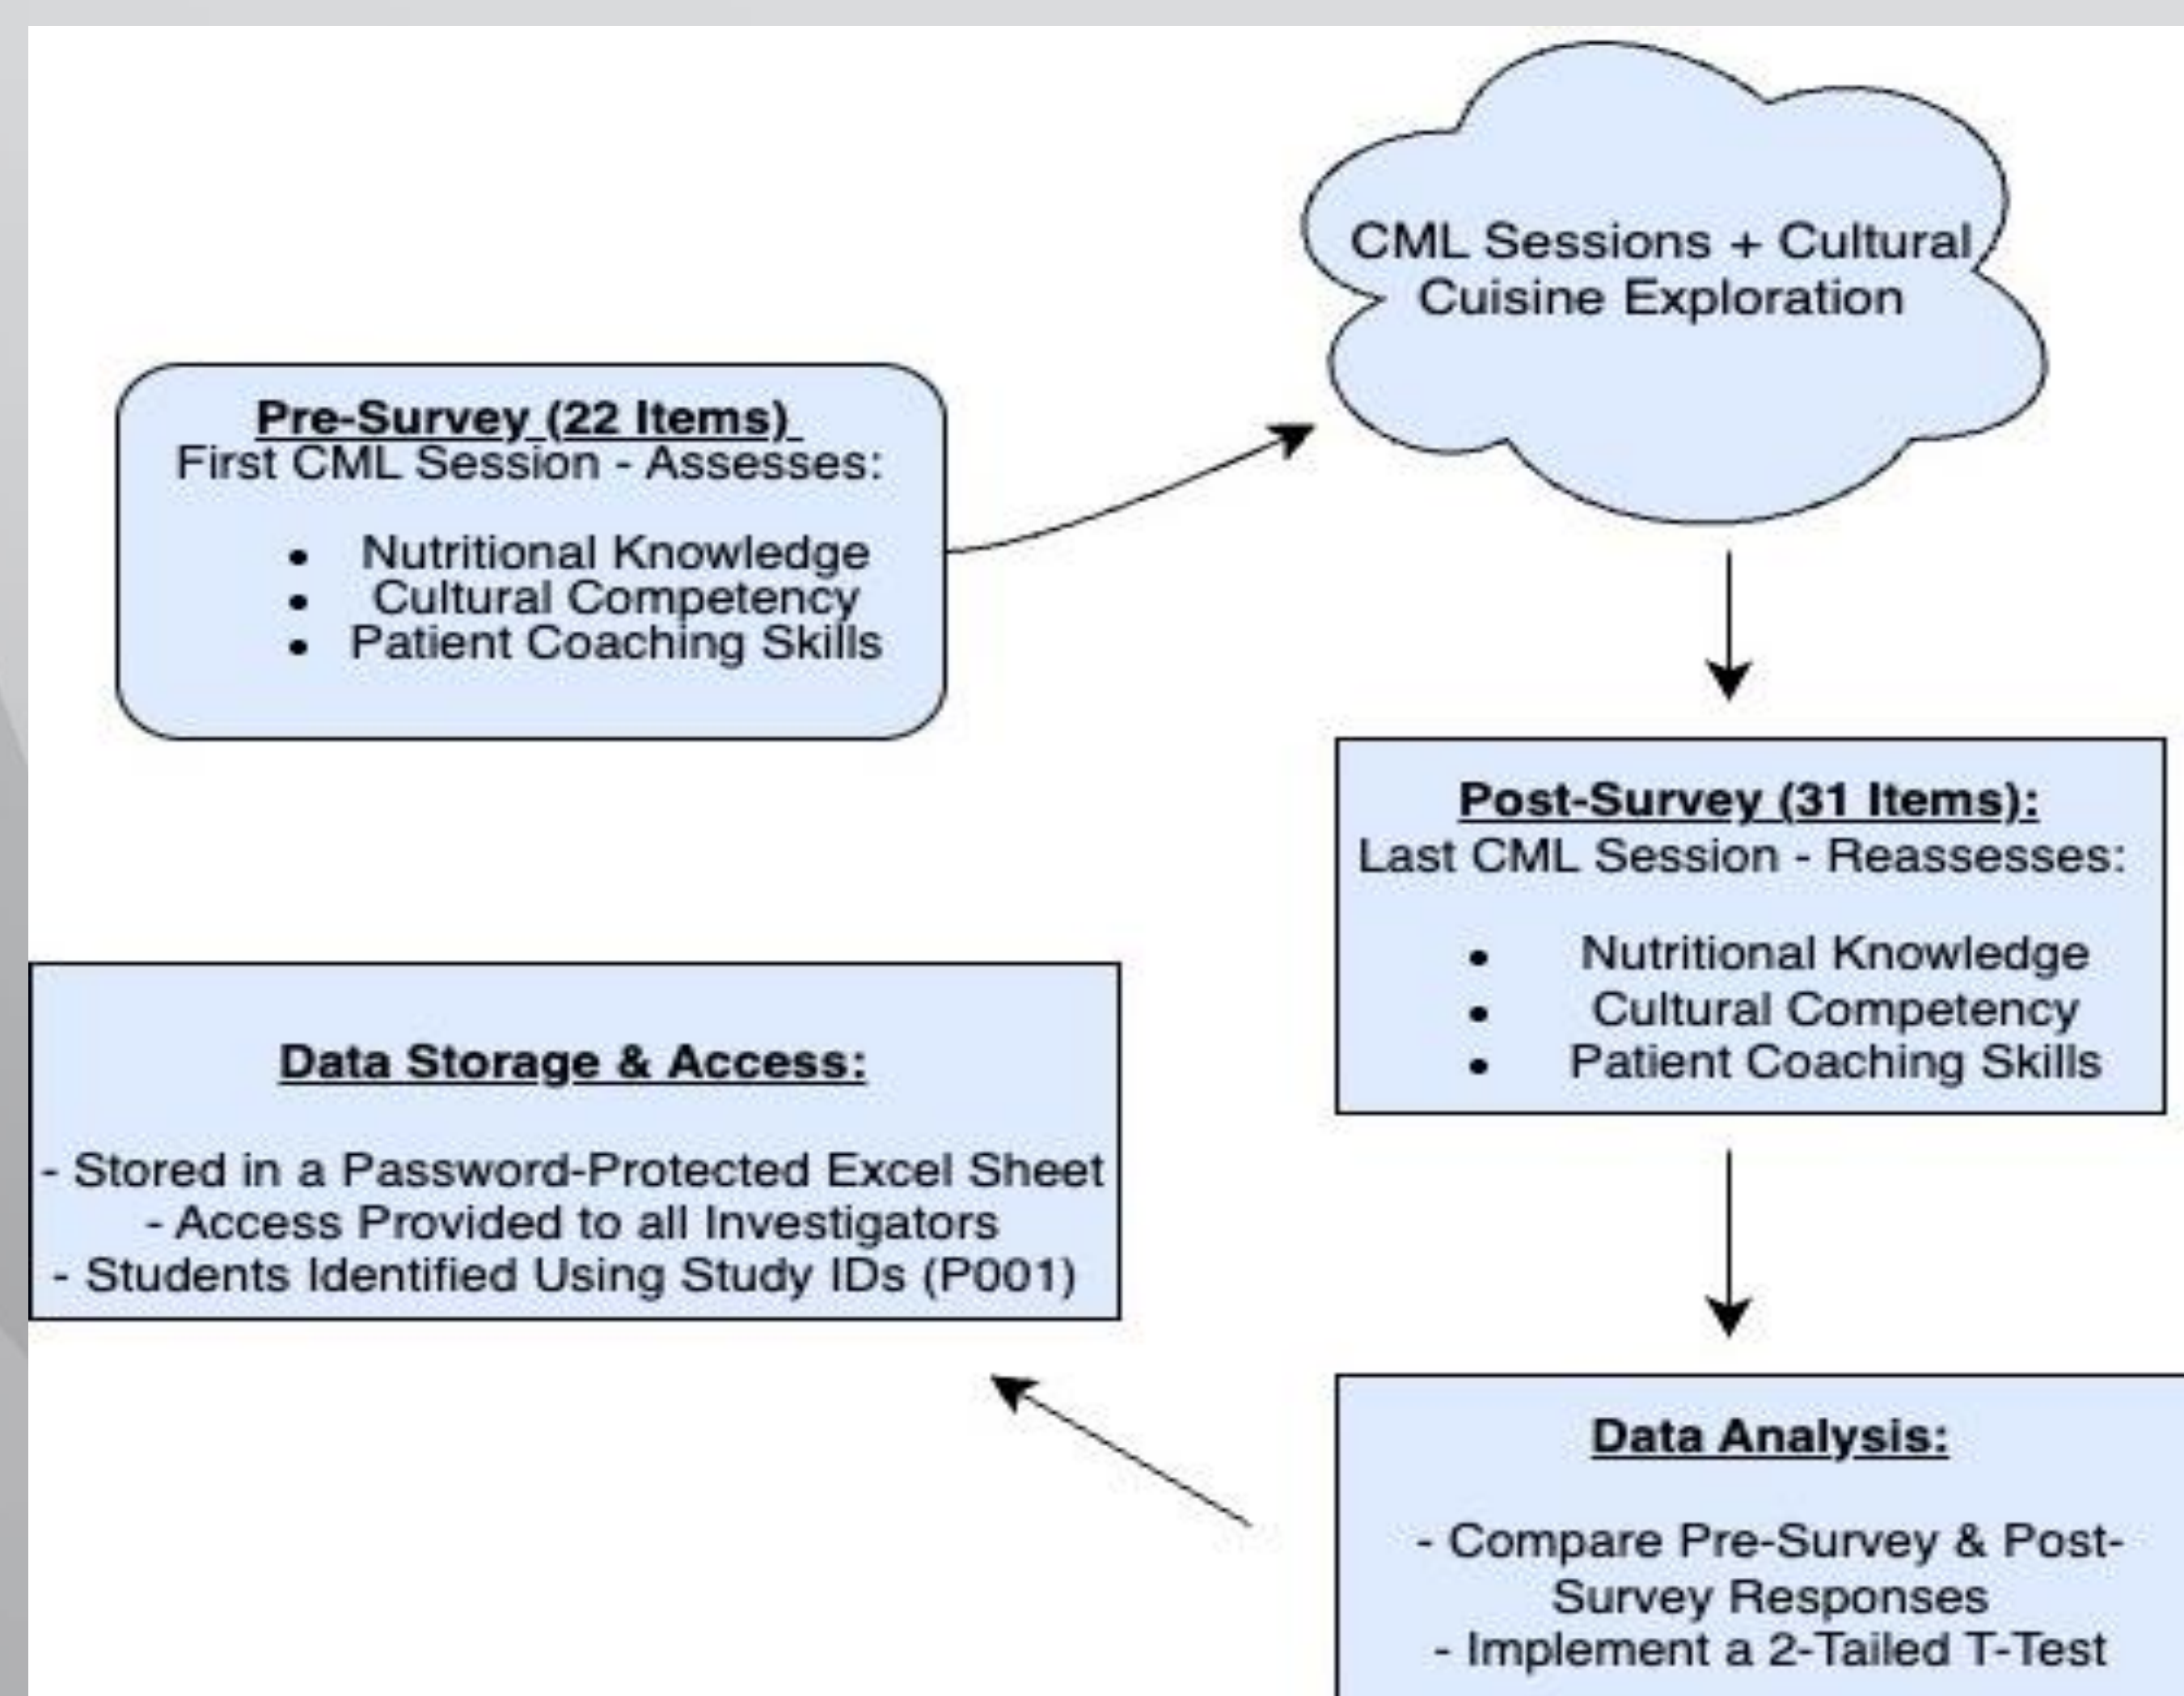 Pre-Survey (22 Items)
First CML Session - Assesses:
• Nutritional Knowledge
• Cultural Competency
• Patient Coaching Skills
CML Sessions + Cultural
Cuisine Exploration
Post-Survey (31 Items):
Last CML Session - Reassesses:
• Nutritional Knowledge
• Cultural Competency
• Patient Coaching Skills
Data Analysis:
- Compare Pre-Survey & Post-
Survey Responses
- Implement a 2-Tailed T-Test
Data Storage & Access:
- Stored in a Password-Protected Excel Sheet
- Access Provided to all Investigators
- Students Identified Using Study IDs (P001)